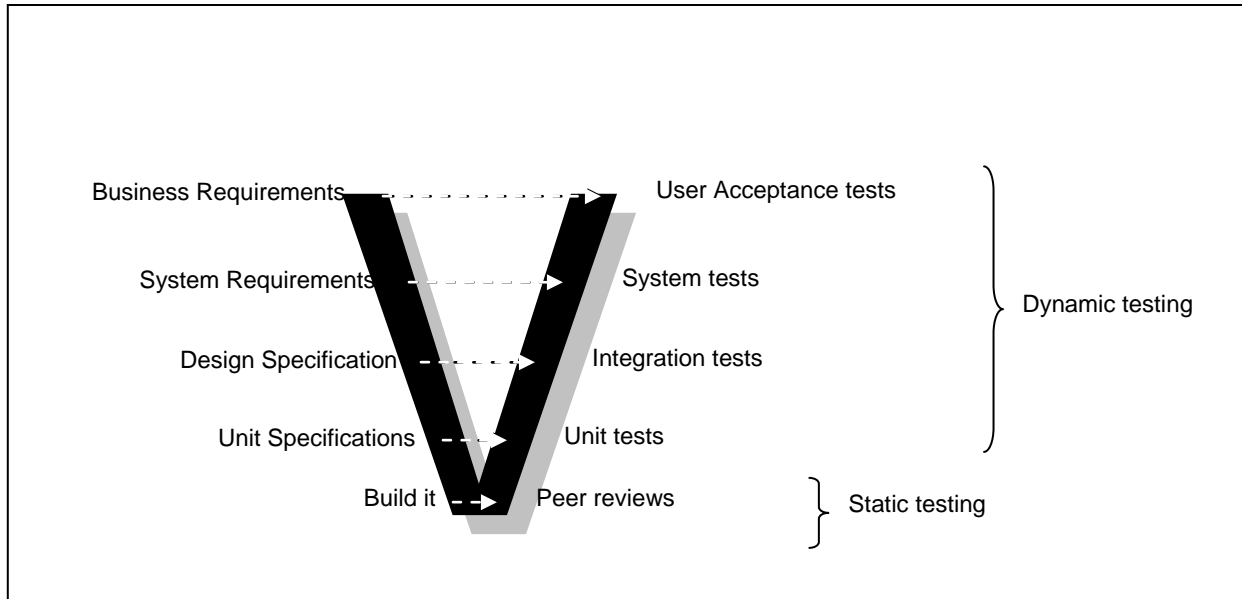 Business Requirements
User Acceptance tests
System Requirements
System tests
Dynamic testing
Design Specification
Integration tests
Unit Specifications
Unit tests
Build it
Peer reviews
Static testing